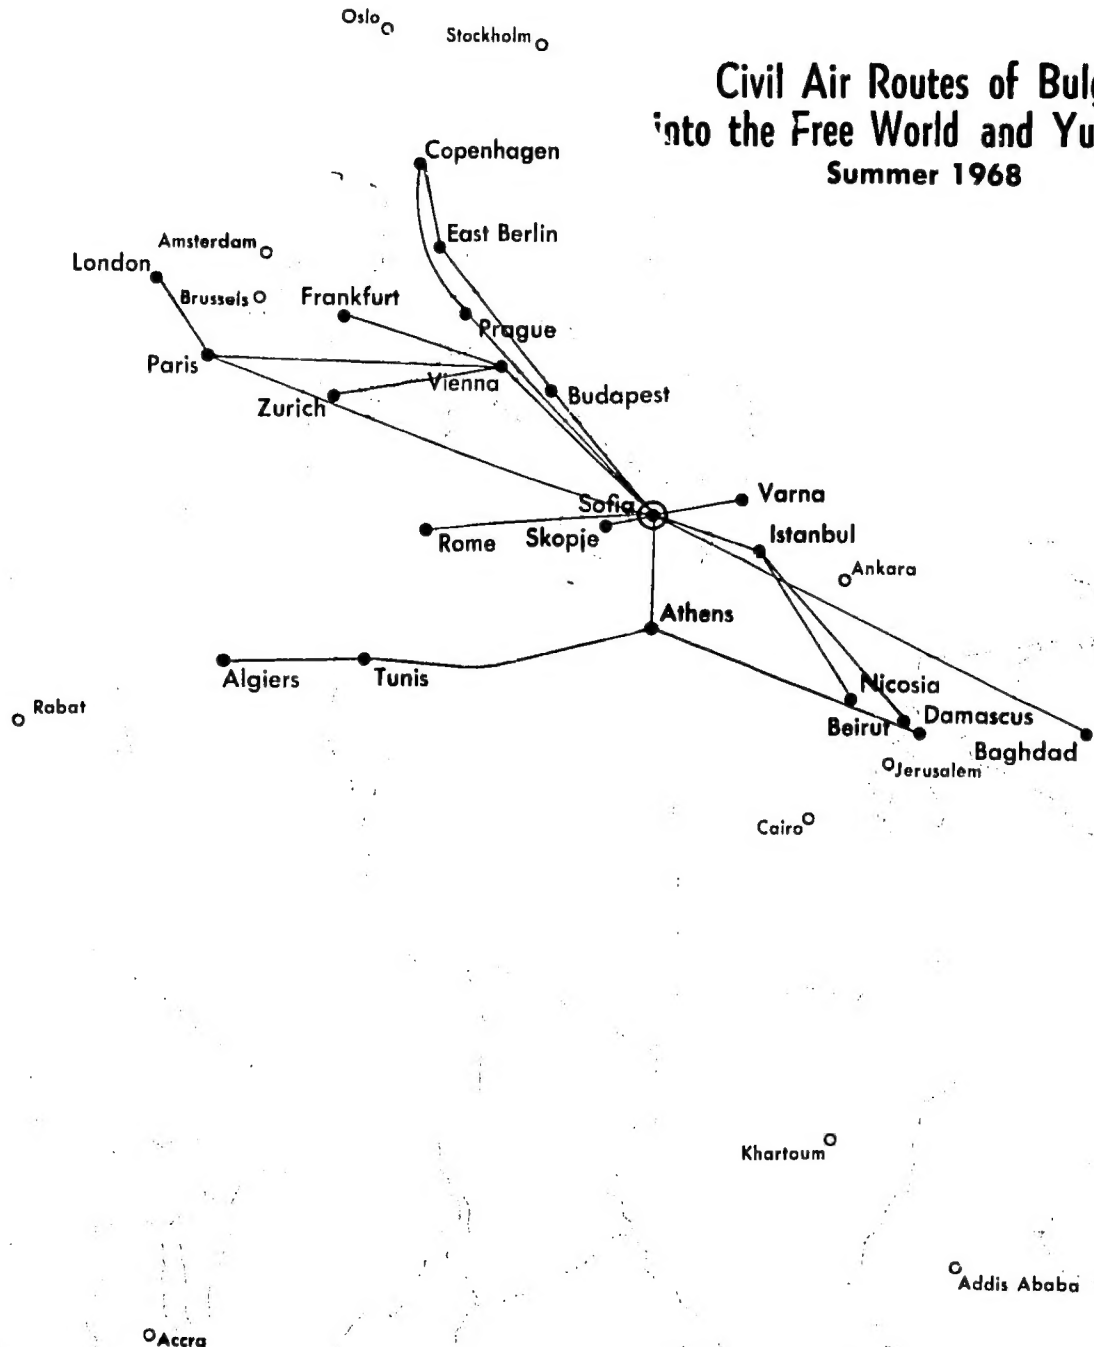 Oslo
Stockholm
Civil Air Routes of Bulg
into the Free World and Yu
Summer 1968
Copenhagen
East Berlin
Amsterdam
London
Brussels
Frankfurt
Prague
Paris
Vienna
Zurich
Budapest
Varna
Sofia
Rome
Skopje
Istanbul
Ankara
Athens
Algiers
Tunis
Nicosia
Rabat
Beirut
Damascus
Baghdad
Jerusalem
Cairo
Khartoum
Addis Ababa
Accra